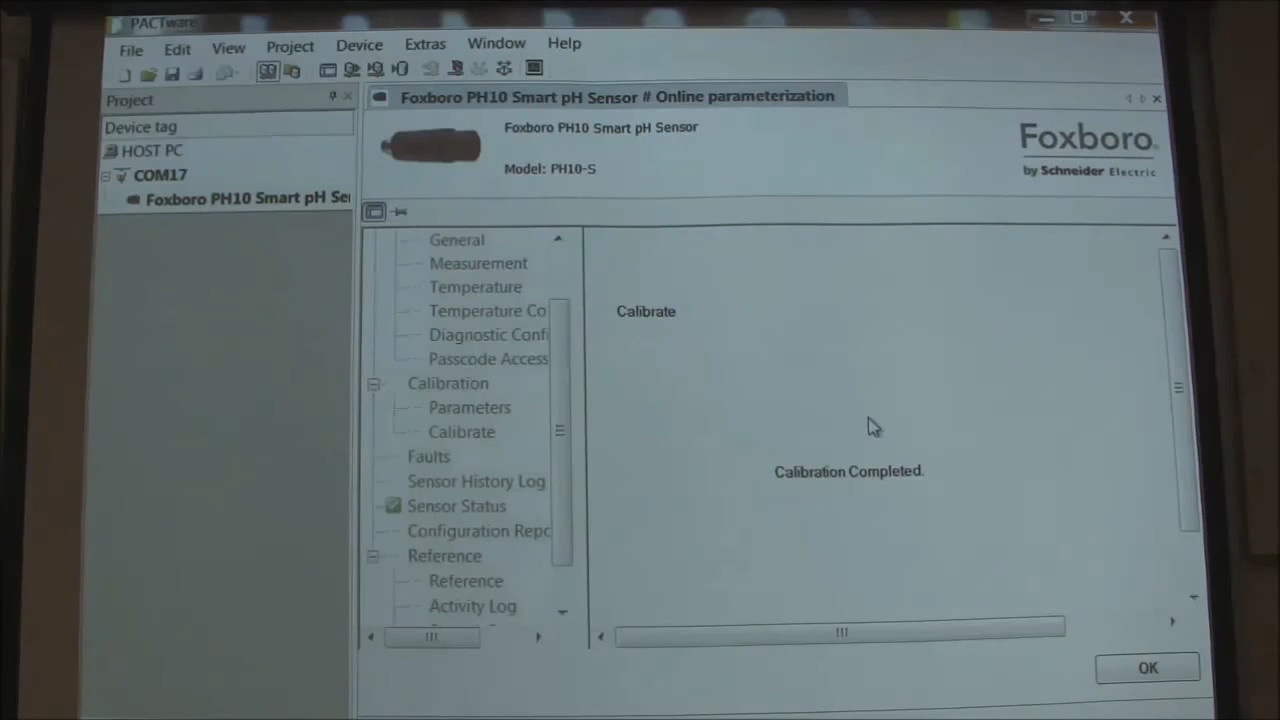 PACTware
File Edit View Project Device Extras Window Help
Project
Device tag
HOST PC
COM17
Foxboro PH10 Smart pH Se
Foxboro PH10 Smart pH Sensor # Online parameterization
Foxboro PH10 Smart pH Sensor
Model: PH10-S
Foxboro
by Schneider Electric
General
Measurement
Temperature
Temperature Co
Diagnostic Confi
Passcode Access
Calibration
Parameters
Calibrate
Faults
Sensor History Log
Sensor Status
Configuration Repo
Reference
Reference
Activity Log
Calibrate
Calibration Completed.
OK